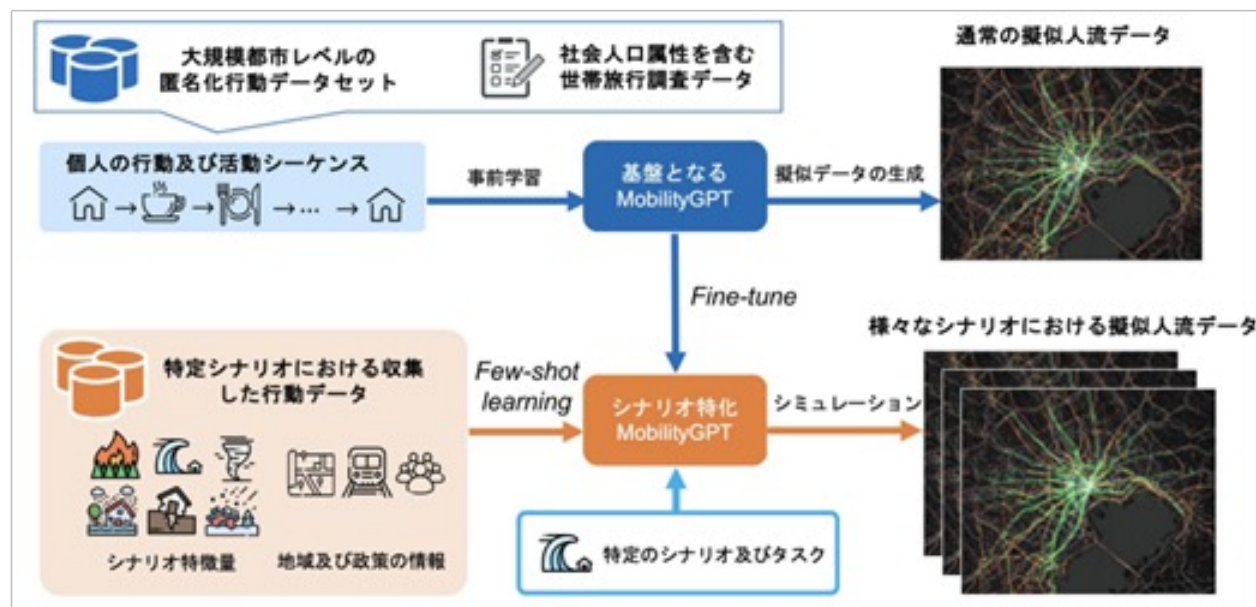 大規模都市レベルの
匿名化行動データセット
社会人口属性を含む
世帯旅行調査データ
通常の擬似人流データ
個人の行動及び活動シーケンス
事前学習
基盤となる
MobilityGPT
擬似データの生成
Fine-tune
様々なシナリオにおける擬似人流データ
特定シナリオにおける収集
した行動データ
Few-shot
learning
シナリオ特化
MobilityGPT
シミュレーション
シナリオ特徴量
地域及び政策の情報
特定のシナリオ及びタスク